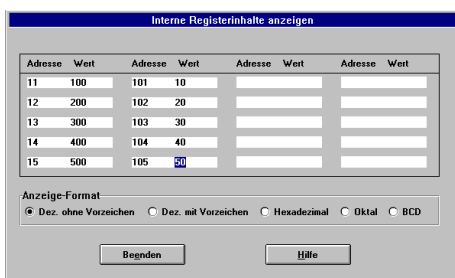 Interne Registerinhalte anzeigen
Adresse Wert Adresse Wert Adresse Wert Adresse Wert
11 100 101 10
12 200 102 20
13 300 103 30
14 400 104 40
15 500 105 50
Anzeige-Format
Dez. ohne Vorzeichen Dez. mit Vorzeichen Hexadezimal Oktal BCD
Beenden Hilfe